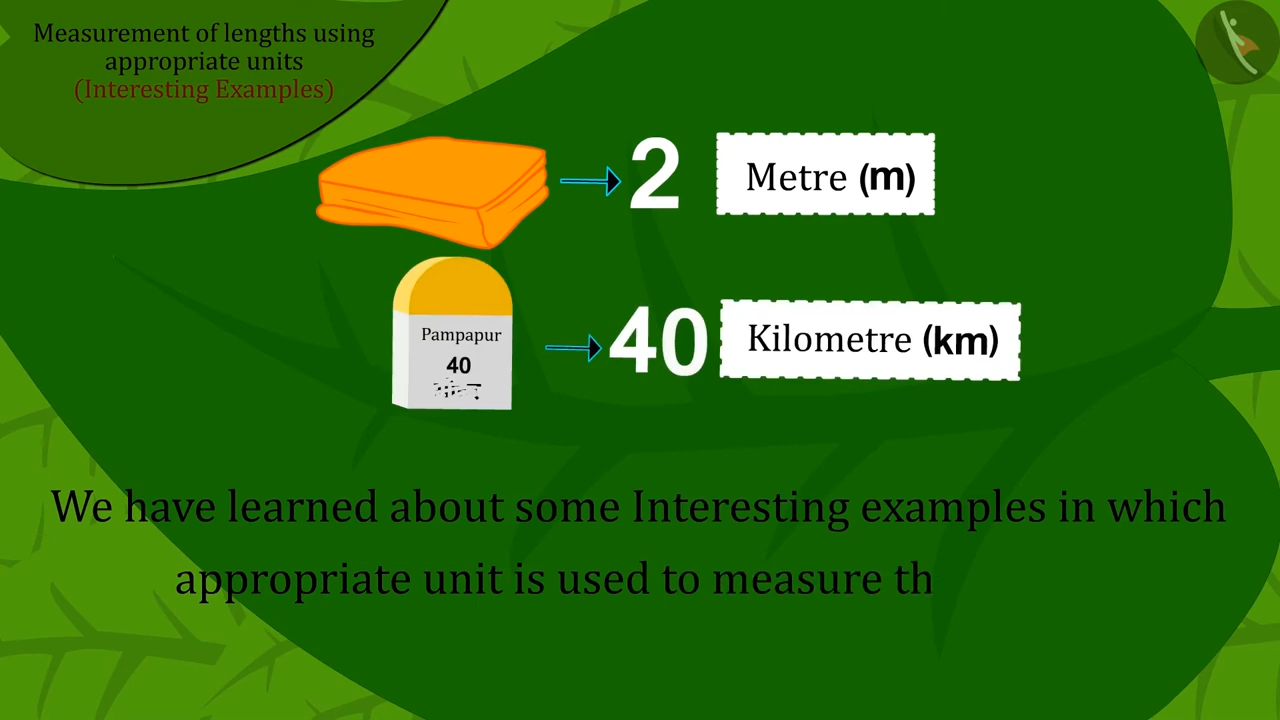 Measurement of lengths using
appropriate units
(Interesting Examples)
2 Metre (m)
Pampapur
40
40 Kilometre (km)
We have learned about some Interesting examples in which
appropriate unit is used to measure th